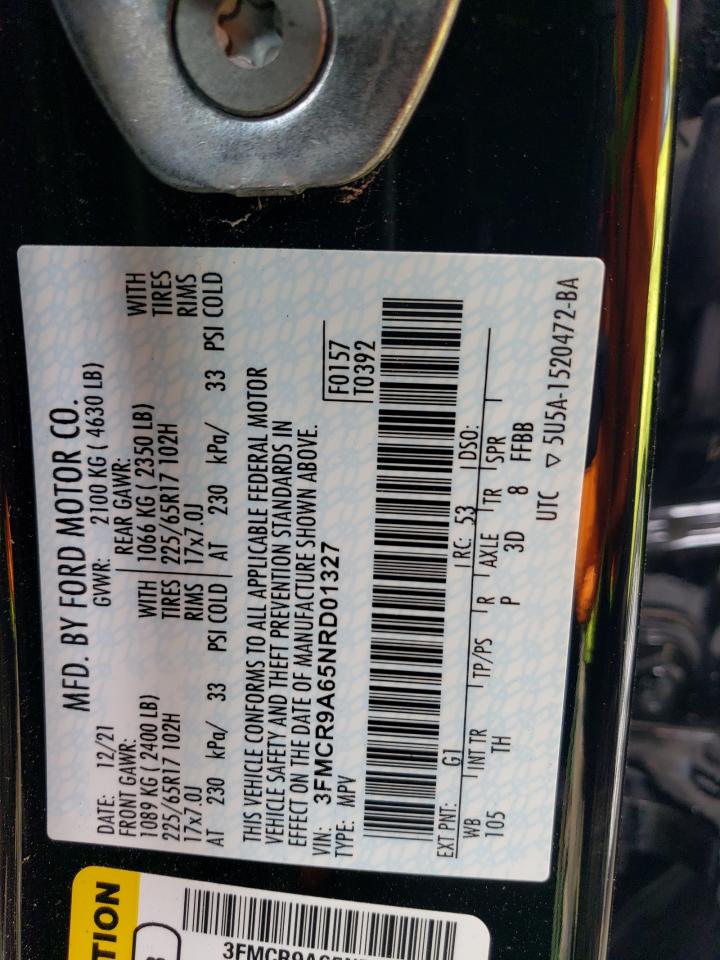 MFD. BY FORD MOTOR CO.
DATE: 12/21 GVWR: 2100 KG ( 4630 LB)
FRONT GAWR: REAR GAWR:
1089 KG ( 2400 LB) WITH 1066 KG ( 2350 LB) WITH
225/65R17 102H TIRES 225/65R17 102H TIRES
17x7.0J RIMS 17x7.0J RIMS
AT 230 kPa/ 33 PSI COLD AT 230 kPa/ 33 PSI COLD
THIS VEHICLE CONFORMS TO ALL APPLICABLE FEDERAL MOTOR
VEHICLE SAFETY AND THEFT PREVENTION STANDARDS IN
EFFECT ON THE DATE OF MANUFACTURE SHOWN ABOVE.
VIN: 3FMCR9A65NRD01327 F0157
TYPE: MPV T0392
EXT PNT: G1 RC: 53 DSO:
WB INT TR TP/PS R AXLE TR SPR
105 TH P 3D 8 FFBB
UTC ▽ 5U5A-1520472-BA
TION
3FMCR9A65N